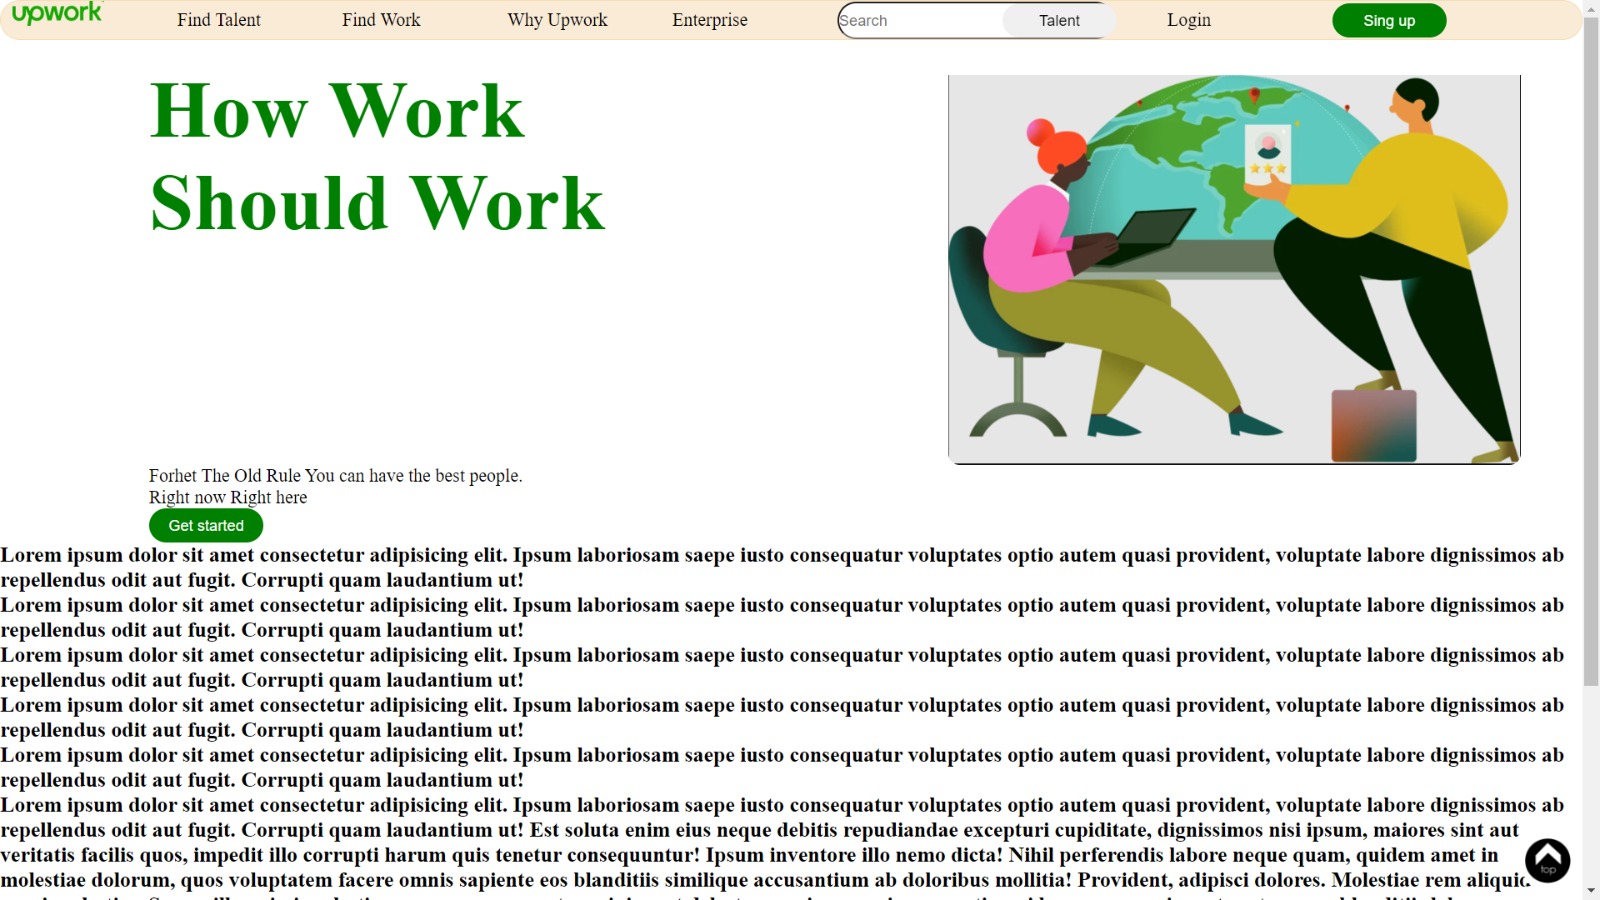 upwork Find Talent Find Work Why Upwork Enterprise Search Talent Login Sing up
How Work
Should Work
Forhet The Old Rule You can have the best people.
Right now Right here
Get started
Lorem ipsum dolor sit amet consectetur adipisicing elit. Ipsum laboriosam saepe iusto consequatur voluptates optio autem quasi provident, voluptate labore dignissimos ab
repellendus odit aut fugit. Corrupti quam laudantium ut!
Lorem ipsum dolor sit amet consectetur adipisicing elit. Ipsum laboriosam saepe iusto consequatur voluptates optio autem quasi provident, voluptate labore dignissimos ab
repellendus odit aut fugit. Corrupti quam laudantium ut!
Lorem ipsum dolor sit amet consectetur adipisicing elit. Ipsum laboriosam saepe iusto consequatur voluptates optio autem quasi provident, voluptate labore dignissimos ab
repellendus odit aut fugit. Corrupti quam laudantium ut!
Lorem ipsum dolor sit amet consectetur adipisicing elit. Ipsum laboriosam saepe iusto consequatur voluptates optio autem quasi provident, voluptate labore dignissimos ab
repellendus odit aut fugit. Corrupti quam laudantium ut!
Lorem ipsum dolor sit amet consectetur adipisicing elit. Ipsum laboriosam saepe iusto consequatur voluptates optio autem quasi provident, voluptate labore dignissimos ab
repellendus odit aut fugit. Corrupti quam laudantium ut!
Lorem ipsum dolor sit amet consectetur adipisicing elit. Ipsum laboriosam saepe iusto consequatur voluptates optio autem quasi provident, voluptate labore dignissimos ab
repellendus odit aut fugit. Corrupti quam laudantium ut! Est soluta enim eius neque debitis repudiandae excepturi cupiditate, dignissimos nisi ipsum, maiores sint aut
veritatis facilis quos, impedit illo corrupti harum quis tenetur consequuntur! Ipsum inventore illo nemo dicta! Nihil perferendis labore neque quam, quidem amet in
molestiae dolorum, quos voluptatem facere omnis sapiente eos blanditiis similique accusantium ab doloribus mollitia! Provident, adipisci dolores. Molestiae rem
top